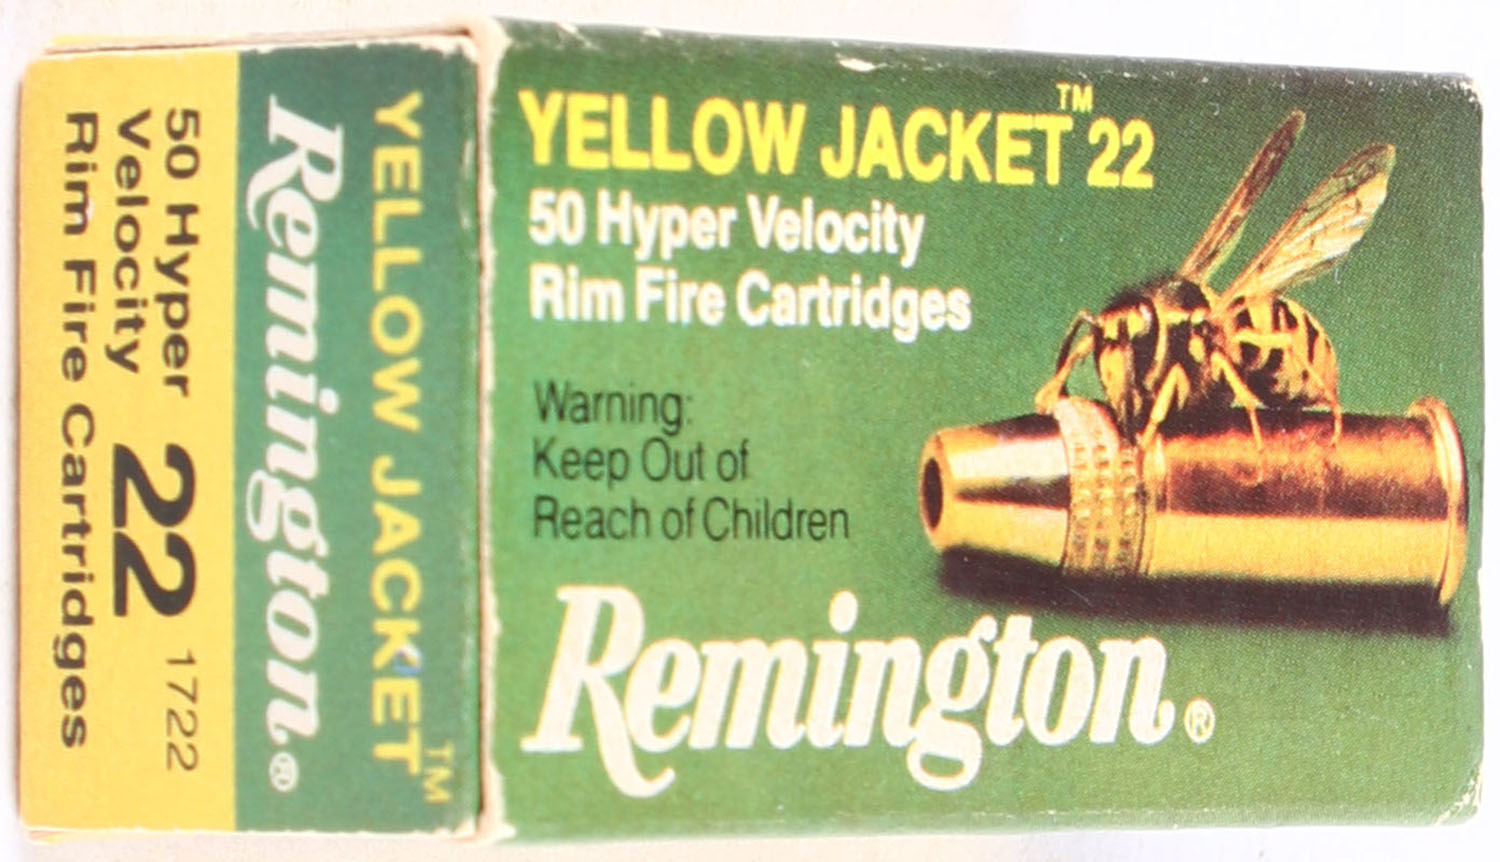 YELLOW JACKET™ 22
50 Hyper Velocity
Rim Fire Cartridges
Warning:
Keep Out of
Reach of Children
Remington®
YELLOW JACKET™
Remington®
50 Hyper
Velocity 22 1722
Rim Fire Cartridges